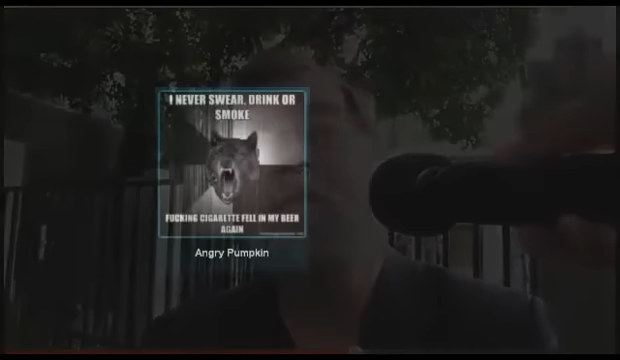 I NEVER SWEAR, DRINK OR
SMOKE
FUCKING CIGARETTE FELL IN MY BEER
AGAIN
Angry Pumpkin